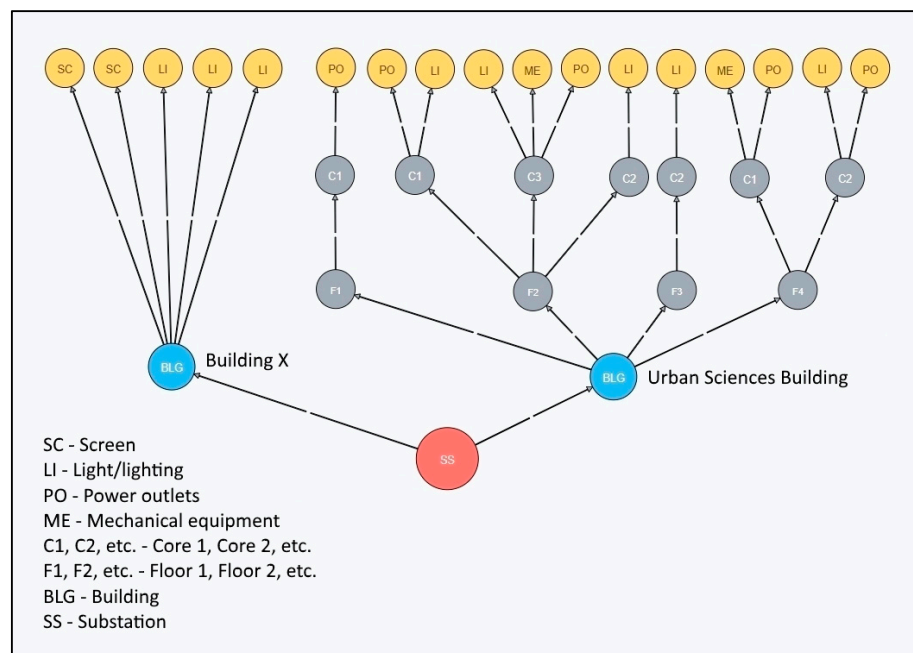 SC SC LI LI LI PO PO LI LI ME PO LI LI ME PO LI PO
C1 C1 C3 C2 C2 C1 C2
F1 F2 F3 F4
BLG Building X
BLG Urban Sciences Building
SS
SC - Screen
LI - Light/lighting
PO - Power outlets
ME - Mechanical equipment
C1, C2, etc. - Core 1, Core 2, etc.
F1, F2, etc. - Floor 1, Floor 2, etc.
BLG - Building
SS - Substation